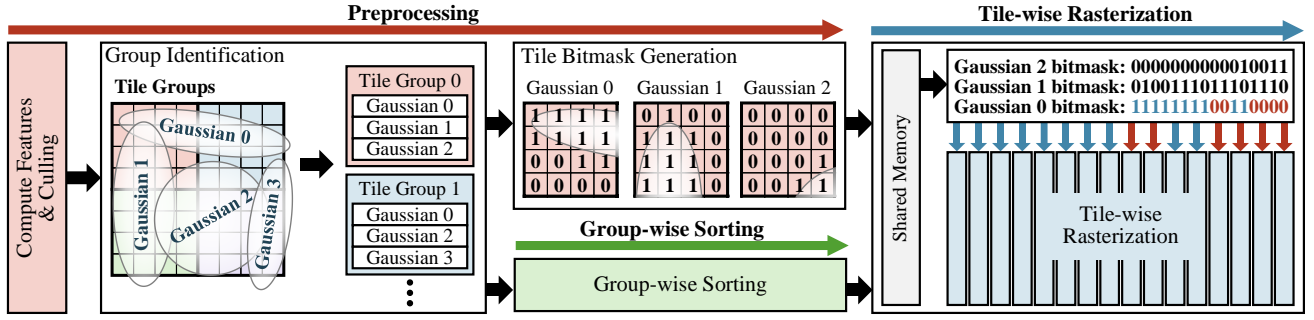 Preprocessing
Tile-wise Rasterization
Compute Features
& Culling
Group Identification
Tile Groups
Gaussian 0
Gaussian 1
Gaussian 2
Gaussian 3
Tile Group 0
Gaussian 0
Gaussian 1
Gaussian 2
Tile Group 1
Gaussian 0
Gaussian 2
Gaussian 3
Tile Bitmask Generation
Gaussian 0
1 1 1 1
1 1 1 1
0 0 1 1
0 0 0 0
Gaussian 1
0 1 0 0
1 1 1 0
1 1 1 0
1 1 1 0
Gaussian 2
0 0 0 0
0 0 0 0
0 0 0 1
0 0 1 1
Group-wise Sorting
Group-wise Sorting
Shared Memory
Gaussian 2 bitmask: 0000000000010011
Gaussian 1 bitmask: 0100111011101110
Gaussian 0 bitmask: 1111111100110000
Tile-wise
Rasterization